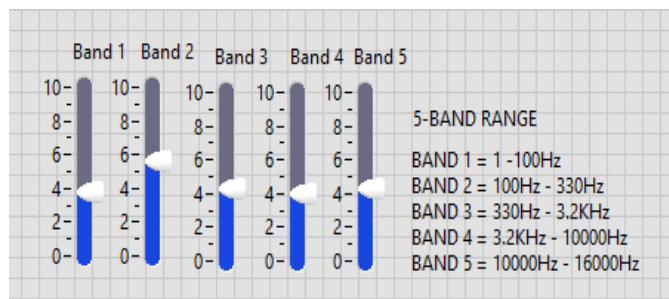 Band 1 Band 2 Band 3 Band 4 Band 5
10- 10- 10- 10- 10-
8- 8- 8- 8- 8-
6- 6- 6- 6- 6-
4- 4- 4- 4- 4-
2- 2- 2- 2- 2-
0- 0- 0- 0- 0-
5-BAND RANGE
BAND 1 = 1 -100Hz
BAND 2 = 100Hz - 330Hz
BAND 3 = 330Hz - 3.2KHz
BAND 4 = 3.2KHz - 10000Hz
BAND 5 = 10000Hz - 16000Hz